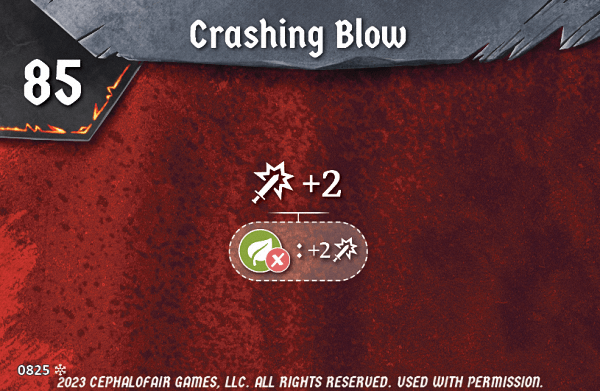 Crashing Blow
85
+2
: +2
0825
2023 CEPHALOFAIR GAMES, LLC. ALL RIGHTS RESERVED. USED WITH PERMISSION.